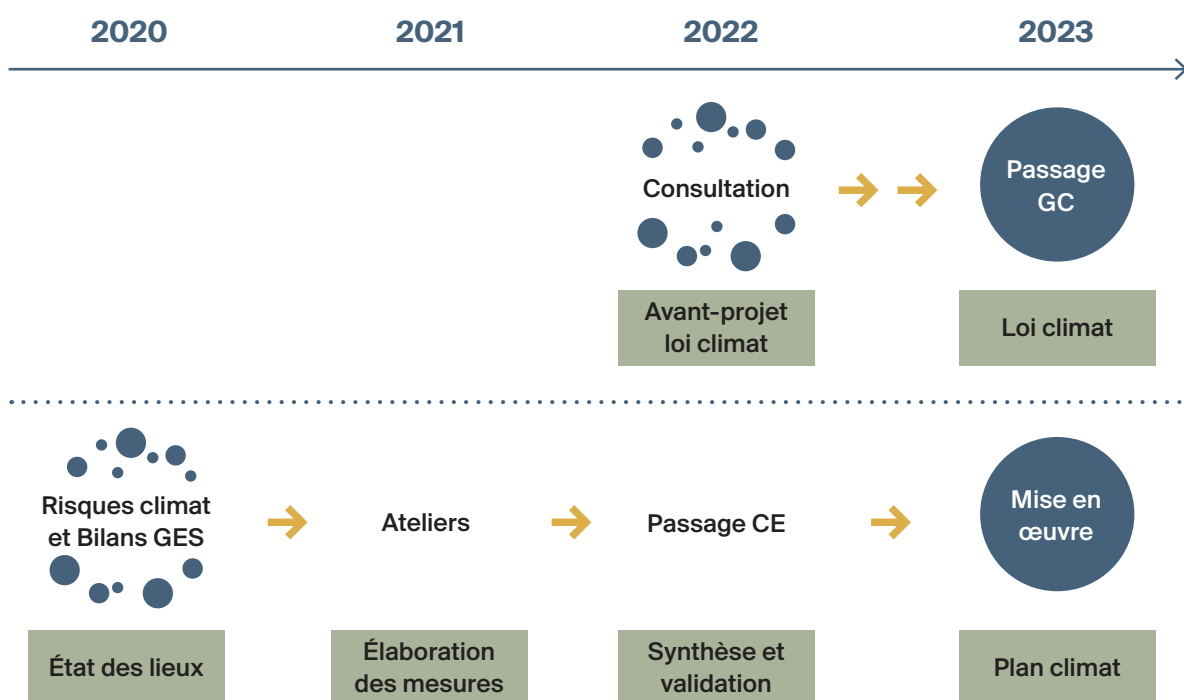 2020
2021
2022
2023
Consultation
Passage
GC
Avant-projet
loi climat
Loi climat
Risques climat
et Bilans GES
Ateliers
Passage CE
Mise en
œuvre
État des lieux
Élaboration
des mesures
Synthèse et
validation
Plan climat